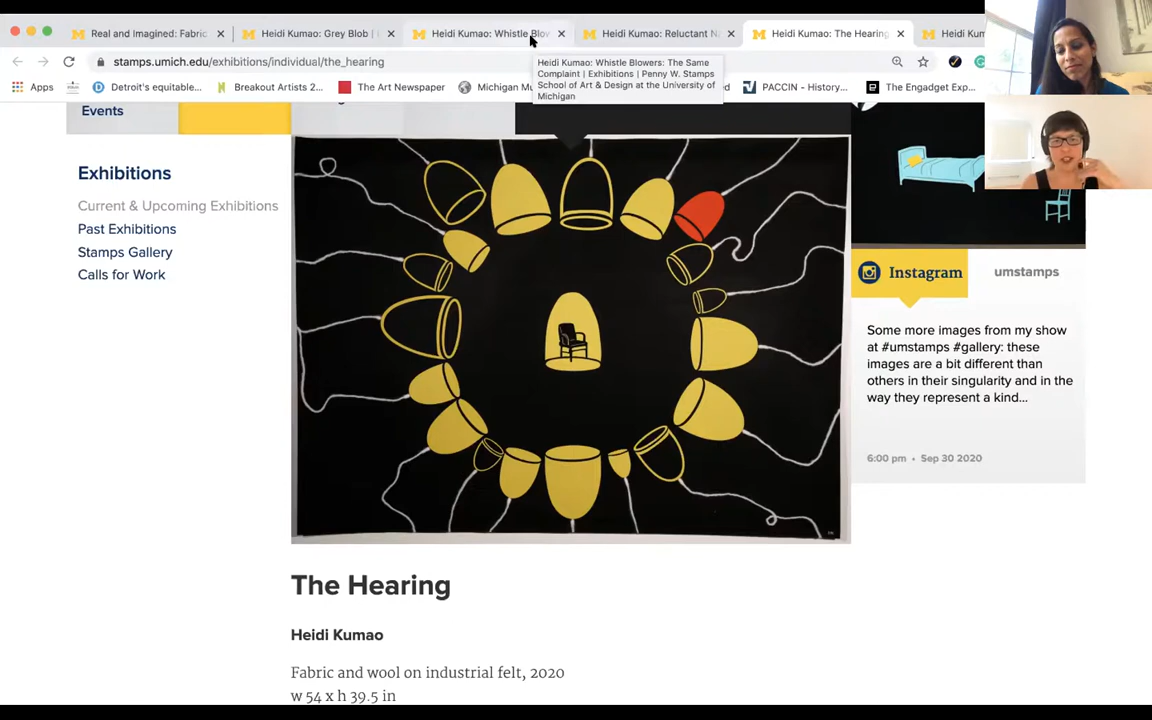 Real and Imagined: Fabric
Heidi Kumao: Grey Blob |
Heidi Kumao: Whistle Blow
Heidi Kumao: Reluctant N
Heidi Kumao: The Hearing
Heidi Kum
stamps.umich.edu/exhibitions/individual/the_hearing
Heidi Kumao: Whistle Blowers: The Same
Complaint | Exhibitions | Penny W. Stamps
School of Art & Design at the University of
Michigan
Apps
Detroit's equitable...
Breakout Artists 2...
The Art Newspaper
Michigan Mu
PACCIN - History...
The Engadget Exp...
Events
Exhibitions
Current & Upcoming Exhibitions
Past Exhibitions
Stamps Gallery
Calls for Work
Instagram
umstamps
Some more images from my show
at #umstamps #gallery: these
images are a bit different than
others in their singularity and in the
way they represent a kind...
6:00 pm • Sep 30 2020
The Hearing
Heidi Kumao
Fabric and wool on industrial felt, 2020
w 54 x h 39.5 in